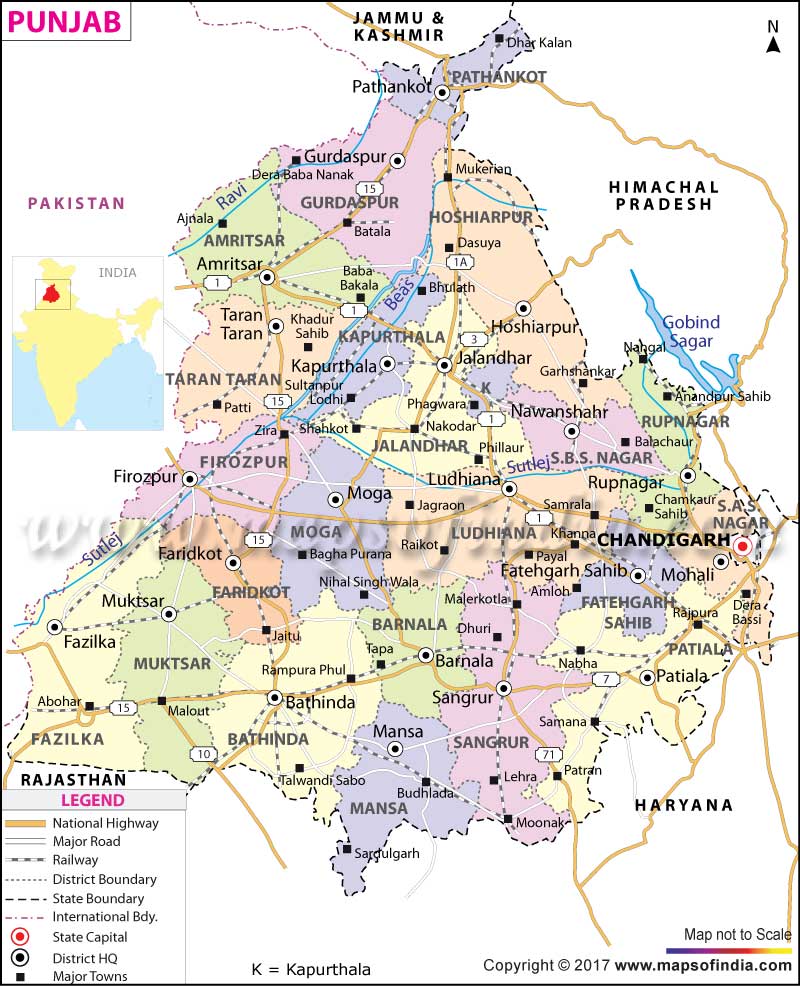 PUNJAB
JAMMU &
KASHMIR
N
Dhar Kalan
PATHANKOT
Pathankot
Gurdaspur
Dera Baba Nanak
15
Mukerian
HIMACHAL
PRADESH
PAKISTAN
Ravi
GURDASPUR
HOSHIARPUR
Ajnala
Batala
AMRITSAR
Dasuya
Amritsar
1A
INDIA
Baba
Bakala
Beas
Bhulath
1
1
Taran
Taran
Khadur
Sahib
KAPURTHALA
Hoshiarpur
Gobind
Sagar
3
Nangal
Kapurthala
Jalandhar
Garhshankar
TARAN TARAN
Sultanpur
Lodhi
K
Anandpur Sahib
Patti
15
Phagwara
Nawanshahr
RUPNAGAR
1
Zira
Shahkot
Nakodar
Balachaur
JALANDHAR
Phillaur
S.B.S. NAGAR
FIROZPUR
Sutlej
Firozpur
Ludhiana
Rupnagar
Moga
Jagraon
Samrala
Chamkaur
Sahib
S.A.S.
NAGAR
www.mapsofindia.com
MOGA
LUDHIANA
1
Khanna
CHANDIGARH
15
Raikot
Sutlej
Faridkot
Bagha Purana
Payal
Fatehgarh Sahib
Mohali
Nihal Singh Wala
Amloh
FARIDKOT
Malerkotla
FATEHGARH
SAHIB
Dera
Bassi
Muktsar
Rajpura
BARNALA
Fazilka
Jaitu
Dhuri
PATIALA
MUKTSAR
Tapa
Barnala
Nabha
Rampura Phul
7
Patiala
Abohar
15
Malout
Bathinda
Sangrur
Samana
FAZILKA
BATHINDA
Mansa
SANGRUR
10
71
RAJASTHAN
Talwandi Sabo
Lehra
Patran
Budhlada
HARYANA
MANSA
Moonak
Sardulgarh
LEGEND
National Highway
Major Road
Railway
District Boundary
State Boundary
International Bdy.
State Capital
District HQ
Major Towns
K = Kapurthala
Map not to Scale
Copyright © 2017 www.mapsofindia.com